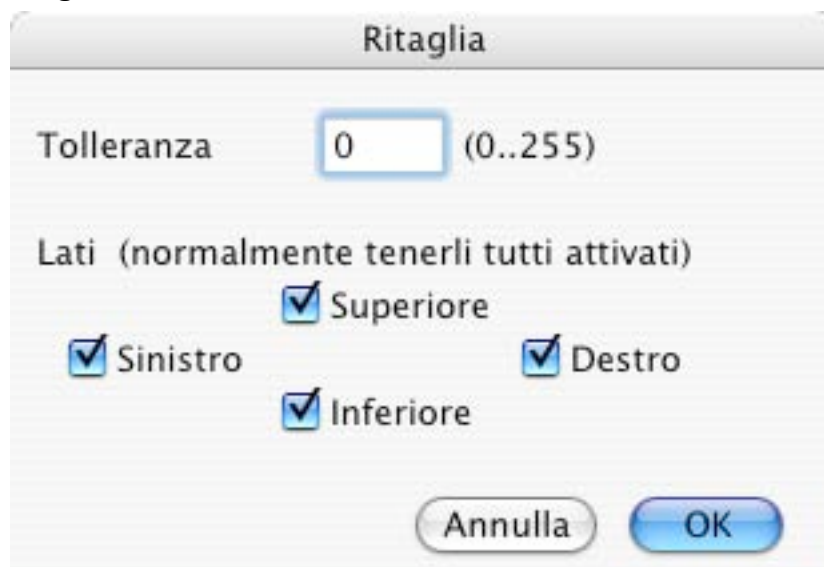 Ritaglia
Tolleranza 0 (0..255)
Lati (normalmente tenerli tutti attivati)
Superiore
Sinistro Destro
Inferiore
Annulla OK